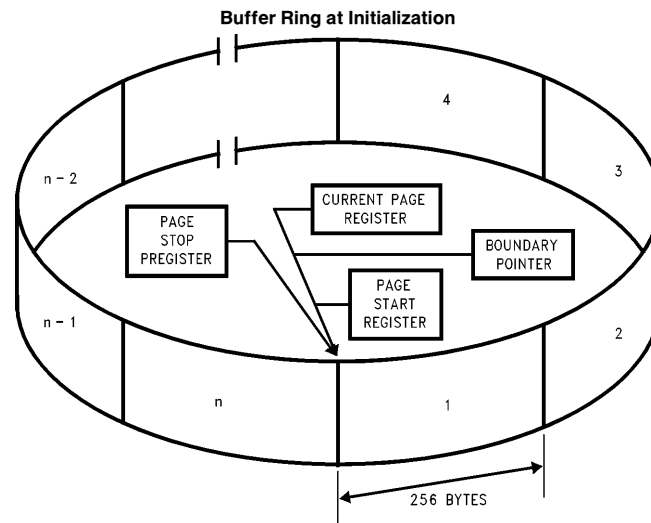 Buffer Ring at Initialization
4
3
n - 2
CURRENT PAGE
REGISTER
PAGE
STOP
PREGISTER
BOUNDARY
POINTER
PAGE
START
REGISTER
n - 1
2
n
1
256 BYTES